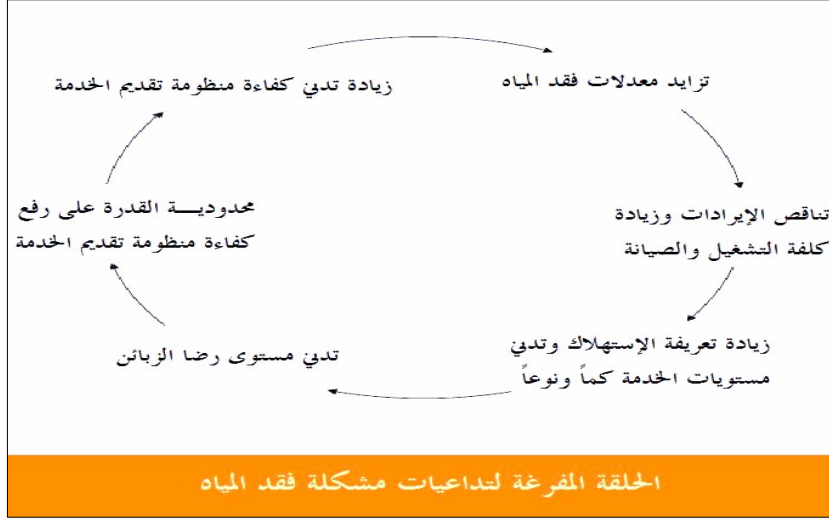 تزايد معدلات فقد المياه
تناقص الإيرادات وزيادة
كلفة التشغيل والصيانة
زيادة تعريفة الإستهلاك وتدني
مستويات الخدمة كماً ونوعاً
تدني مستوى رضا الزبائن
محدوديـــة القدرة على رفع
كفاءة منظومة تقديم الخدمة
زيادة تدني كفاءة منظومة تقديم الخدمة
الحلقة المفرغة لتداعيات مشكلة فقد المياه